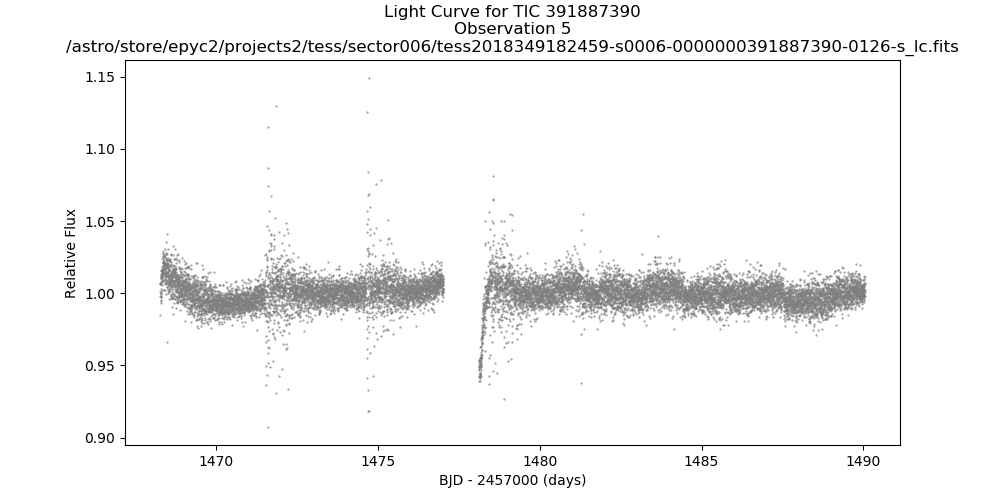 Light Curve for TIC 391887390
Observation 5
/astro/store/epyc2/projects2/tess/sector006/tess2018349182459-s0006-0000000391887390-0126-s_lc.fits
1.15
1.10
1.05
1.00
0.95
0.90
Relative Flux
1470 1475 1480 1485 1490
BJD - 2457000 (days)